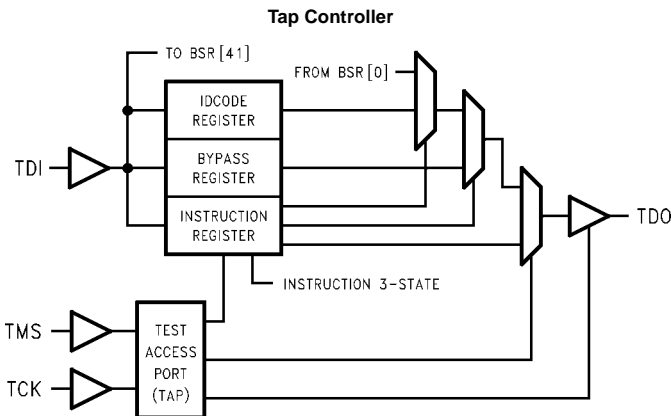 Tap Controller
TO BSR[41]
FROM BSR[0]
IDCODE
REGISTER
TDI
BYPASS
REGISTER
TDO
INSTRUCTION
REGISTER
INSTRUCTION 3-STATE
TMS
TCK
TEST
ACCESS
PORT
(TAP)